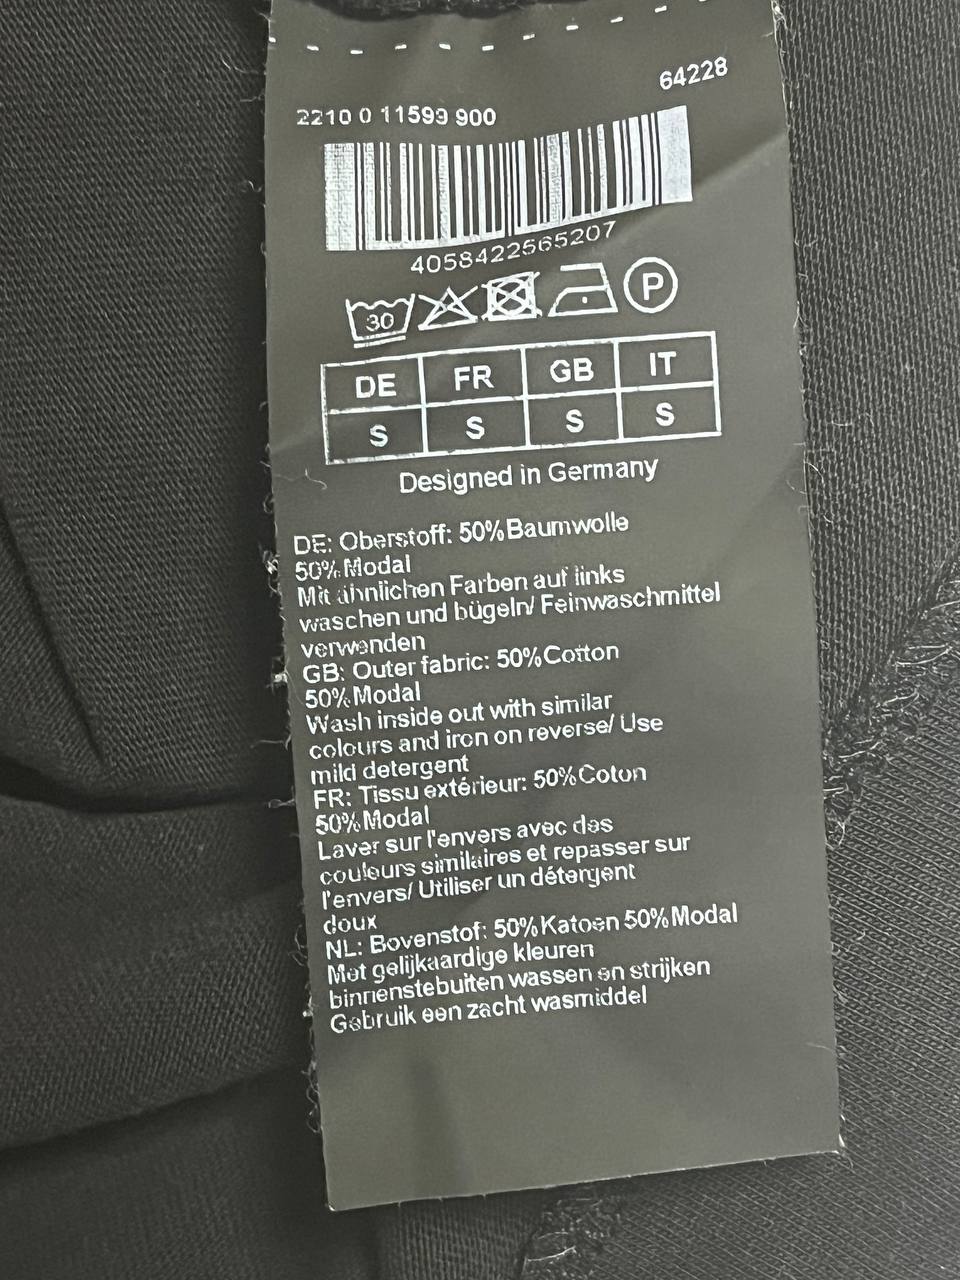 64228
2210 0 11599 900
4058422565207
30 P
DE FR GB IT
S S S S
Designed in Germany
DE: Oberstoff: 50%Baumwolle
50%Modal
Mit ähnlichen Farben auf links
waschen und bügeln/ Feinwaschmittel
verwenden
GB: Outer fabric: 50%Cotton
50%Modal
Wash inside out with similar
colours and iron on reverse/ Use
mild detergent
FR: Tissu extérieur: 50%Coton
50%Modal
Laver sur l'envers avec des
couleurs similaires et repasser sur
l'envers/ Utiliser un détergent
doux
NL: Bovenstof: 50%Katoen 50%Modal
Met gelijkaardige kleuren
binnenstebuiten wassen en strijken
Gebruik een zacht wasmiddel